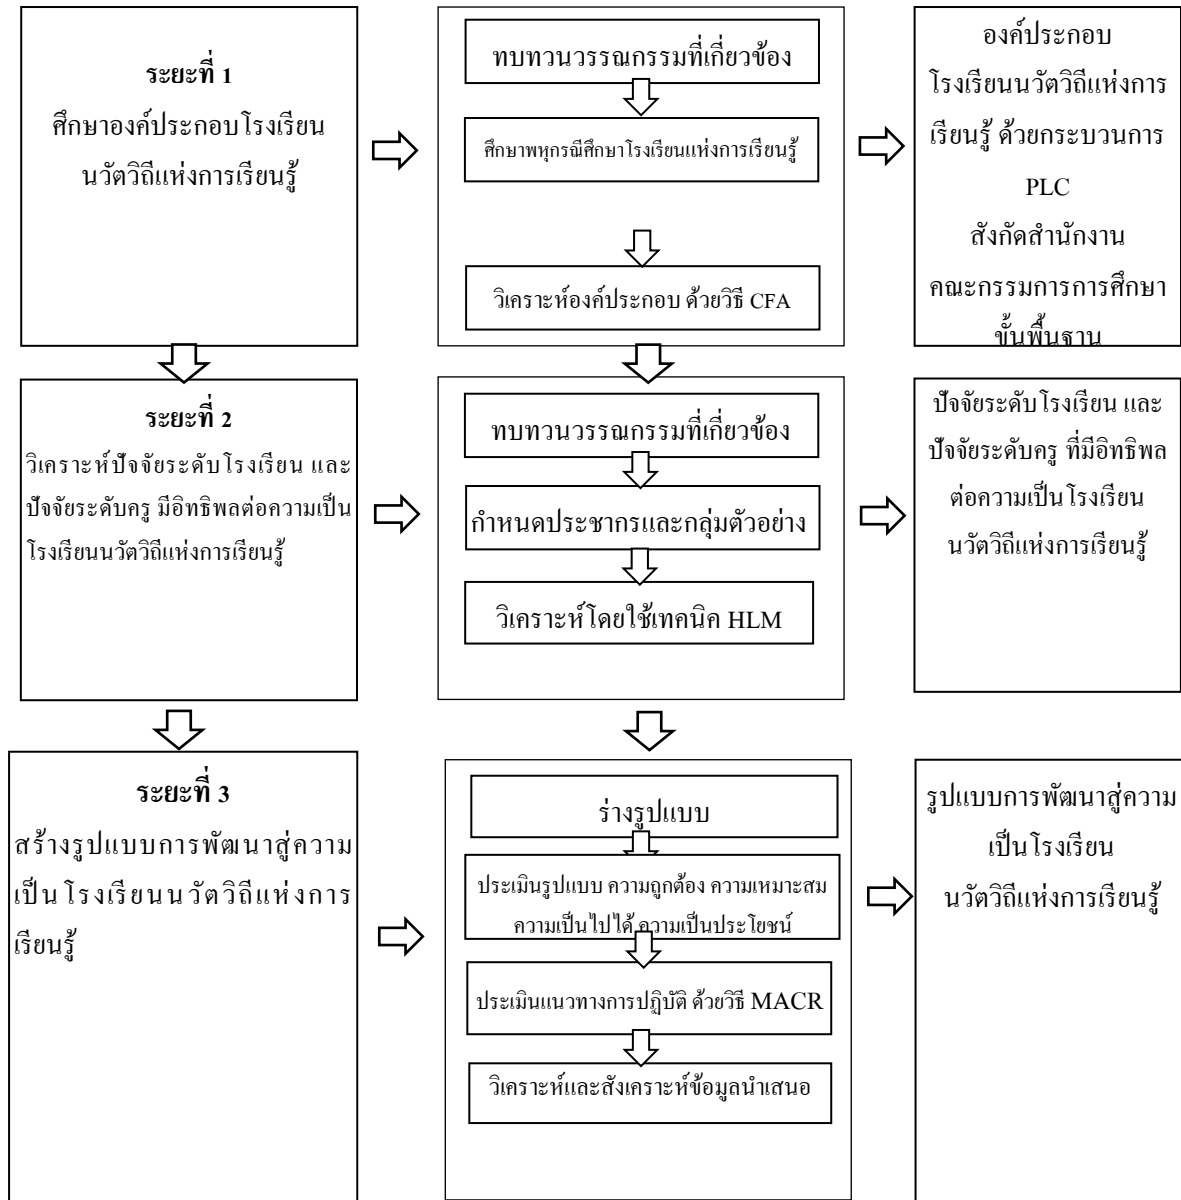 ระยะที่ 1
ศึกษาองค์ประกอบโรงเรียน
นวัตวิถีแห่งการเรียนรู้
ทบทวนวรรณกรรมที่เกี่ยวข้อง
ศึกษาพหุกรณีศึกษาโรงเรียนแห่งการเรียนรู้
วิเคราะห์องค์ประกอบ ด้วยวิธี CFA
องค์ประกอบ
โรงเรียนนวัตวิถีแห่งการ
เรียนรู้ ด้วยกระบวนการ
PLC
สังกัดสำนักงาน
คณะกรรมการการศึกษา
ขั้นพื้นฐาน
ระยะที่ 2
วิเคราะห์ปัจจัยระดับโรงเรียน และ
ปัจจัยระดับครู มีอิทธิพลต่อความเป็น
โรงเรียนนวัตวิถีแห่งการเรียนรู้
ทบทวนวรรณกรรมที่เกี่ยวข้อง
กำหนดประชากรและกลุ่มตัวอย่าง
วิเคราะห์โดยใช้เทคนิค HLM
ปัจจัยระดับโรงเรียน และ
ปัจจัยระดับครู ที่มีอิทธิพล
ต่อความเป็นโรงเรียน
นวัตวิถีแห่งการเรียนรู้
ระยะที่ 3
สร้างรูปแบบการพัฒนาสู่ความ
เป็นโรงเรียนนวัตวิถีแห่งการ
เรียนรู้
ร่างรูปแบบ
ประเมินรูปแบบ ความถูกต้อง ความเหมาะสม
ความเป็นไปได้ ความเป็นประโยชน์
ประเมินแนวทางการปฏิบัติ ด้วยวิธี MACR
วิเคราะห์และสังเคราะห์ข้อมูลนำเสนอ
รูปแบบการพัฒนาสู่ความ
เป็นโรงเรียน
นวัตวิถีแห่งการเรียนรู้